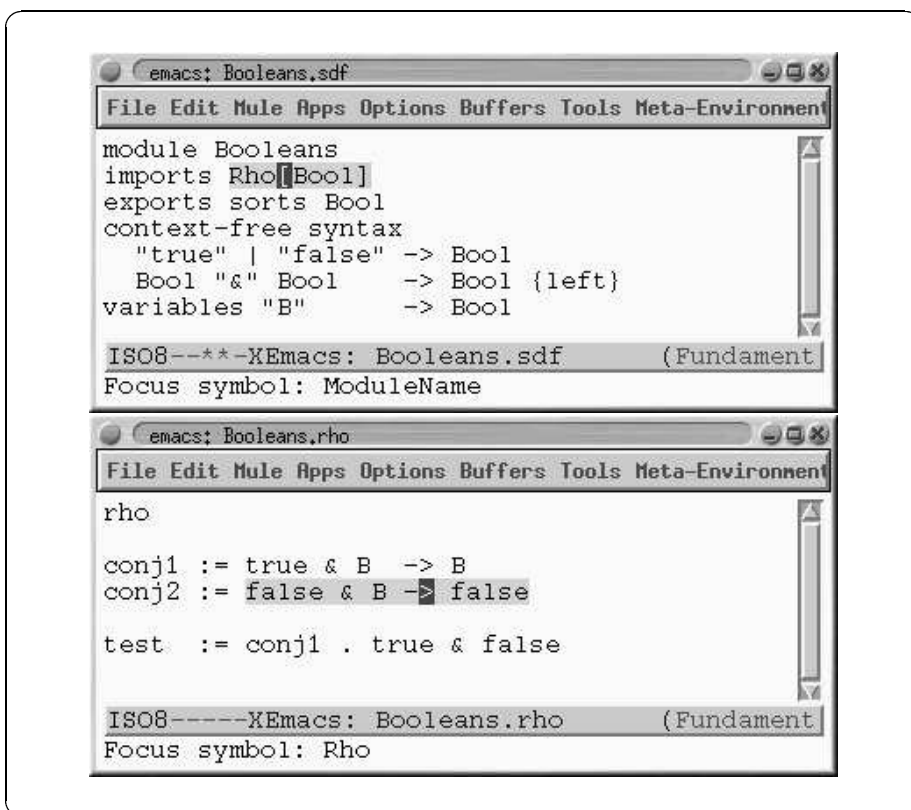 emacs: Booleans.sdf
File Edit Mule Apps Options Buffers Tools Meta-Environment
module Booleans
imports Rho[Bool]
exports sorts Bool
context-free syntax
"true" | "false" -> Bool
Bool "&" Bool -> Bool {left}
variables "B" -> Bool
ISO8--**-XEmacs: Booleans.sdf (Fundament
Focus symbol: ModuleName
emacs: Booleans.rho
File Edit Mule Apps Options Buffers Tools Meta-Environment
rho
conj1 := true & B -> B
conj2 := false & B -> false
test := conj1 . true & false
ISO8-----XEmacs: Booleans.rho (Fundament
Focus symbol: Rho